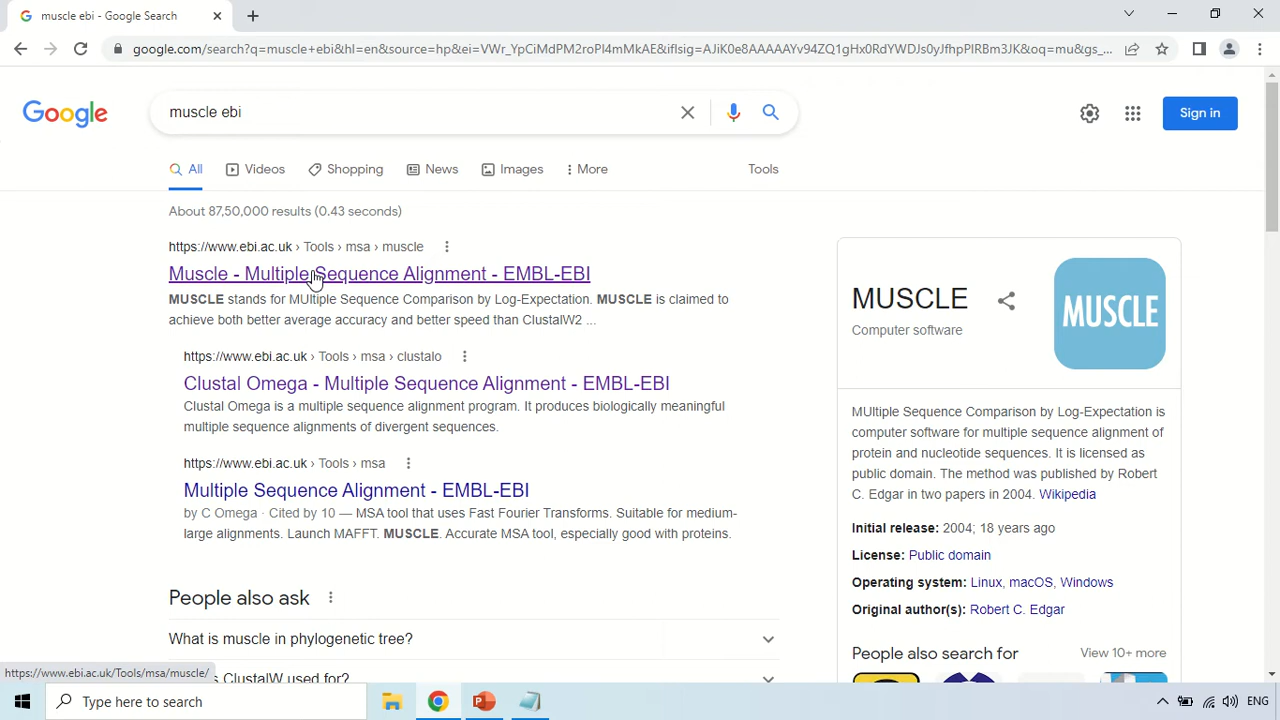 muscle ebi - Google Search
google.com/search?q=muscle+ebi&hl=en&source=hp&ei=VWr_YpCiMdPM2roPl4mMkAE&iflsig=AJiK0e8AAAAAYv94ZQ1gHx0RdYWDJs0yJfhpPlRBm3JK&oq=mu&gs_...
Google
muscle ebi
Sign in
All
Videos
Shopping
News
Images
More
Tools
About 87,50,000 results (0.43 seconds)
https://www.ebi.ac.uk › Tools › msa › muscle
Muscle - Multiple Sequence Alignment - EMBL-EBI
MUSCLE stands for MUltiple Sequence Comparison by Log-Expectation. MUSCLE is claimed to
achieve both better average accuracy and better speed than ClustalW2 ...
https://www.ebi.ac.uk › Tools › msa › clustalo
Clustal Omega - Multiple Sequence Alignment - EMBL-EBI
Clustal Omega is a multiple sequence alignment program. It produces biologically meaningful
multiple sequence alignments of divergent sequences.
https://www.ebi.ac.uk › Tools › msa
Multiple Sequence Alignment - EMBL-EBI
by C Omega · Cited by 10 — MSA tool that uses Fast Fourier Transforms. Suitable for medium-
large alignments. Launch MAFFT. MUSCLE. Accurate MSA tool, especially good with proteins.
People also ask
What is muscle in phylogenetic tree?
ClustalW used for?
MUSCLE
Computer software
MUSCLE
MUltiple Sequence Comparison by Log-Expectation is
computer software for multiple sequence alignment of
protein and nucleotide sequences. It is licensed as
public domain. The method was published by Robert
C. Edgar in two papers in 2004. Wikipedia
Initial release: 2004; 18 years ago
License: Public domain
Operating system: Linux, macOS, Windows
Original author(s): Robert C. Edgar
People also search for
View 10+ more
https://www.ebi.ac.uk/Tools/msa/muscle/
Type here to search
ENG